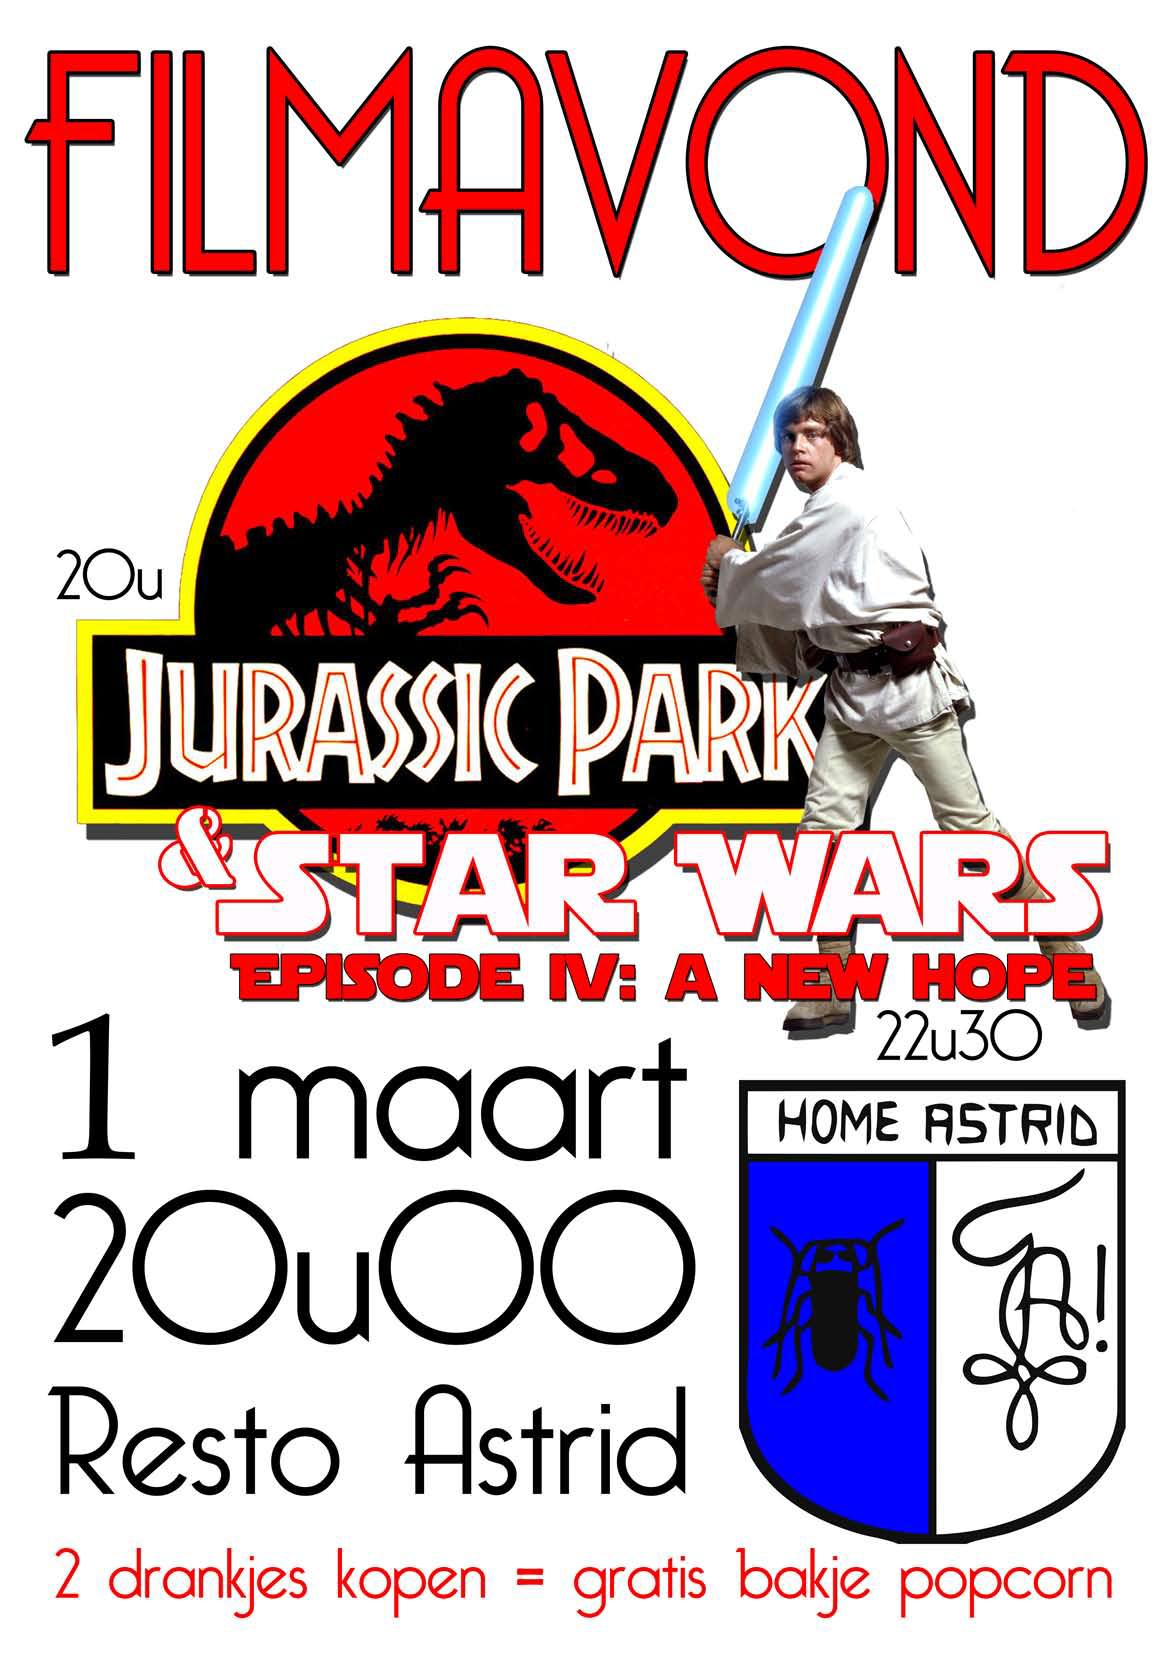 FILMAVOND
20u
JURASSIC PARK
& STAR WARS
EPISODE IV: A NEW HOPE
22u30
1 maart
20u00
Resto Astrid
HOME ASTRID
A!
2 drankjes kopen = gratis bakje popcorn